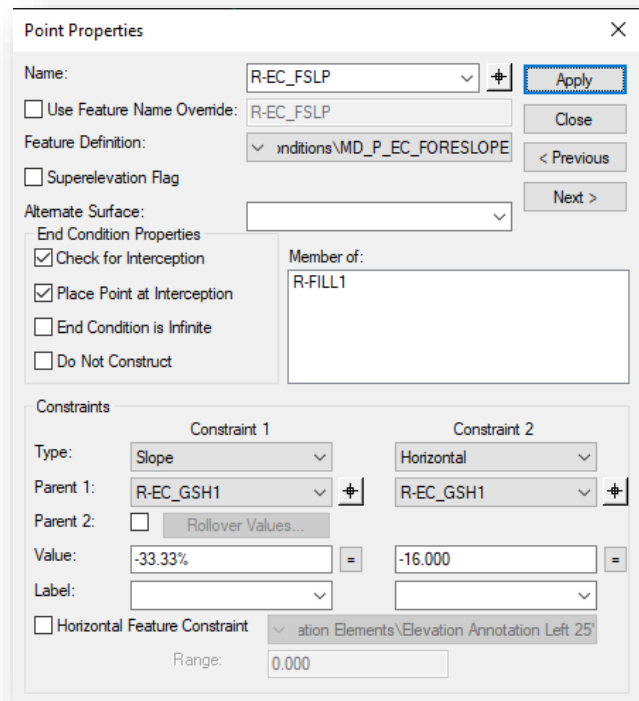 Point Properties
Name: R-EC_FSLP Apply
Use Feature Name Override: R-EC_FSLP Close
Feature Definition: onditions\MD_P_EC_FORESLOPE < Previous
Superelevation Flag Next >
Alternate Surface:
End Condition Properties
Check for Interception Member of:
Place Point at Interception R-FILL1
End Condition is Infinite
Do Not Construct
Constraints
Constraint 1 Constraint 2
Type: Slope Horizontal
Parent 1: R-EC_GSH1 R-EC_GSH1
Parent 2: Rollover Values...
Value: -33.33% = -16.000 =
Label:
Horizontal Feature Constraint ation Elements\Elevation Annotation Left 25'
Range: 0.000